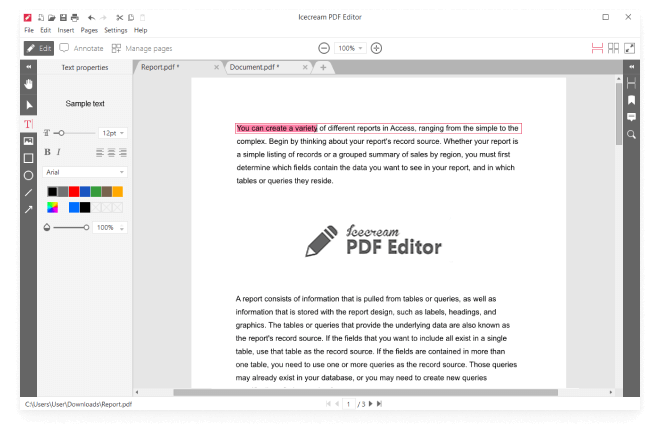 Icecream PDF Editor
File Edit Insert Pages Settings Help
Edit Annotate Manage pages
100%
Text properties
Report.pdf *
Document.pdf *
Sample text
12pt
B I
Arial
100%
You can create a variety of different reports in Access, ranging from the simple to the
complex. Begin by thinking about your report's record source. Whether your report is
a simple listing of records or a grouped summary of sales by region, you must first
determine which fields contain the data you want to see in your report, and in which
tables or queries they reside.
Icecream
PDF Editor
A report consists of information that is pulled from tables or queries, as well as
information that is stored with the report design, such as labels, headings, and
graphics. The tables or queries that provide the underlying data are also known as
the report's record source. If the fields that you want to include all exist in a single
table, use that table as the record source. If the fields are contained in more than
one table, you need to use one or more queries as the record source. Those queries
may already exist in your database, or you may need to create new queries
C:\Users\User\Downloads\Report.pdf
1 / 3